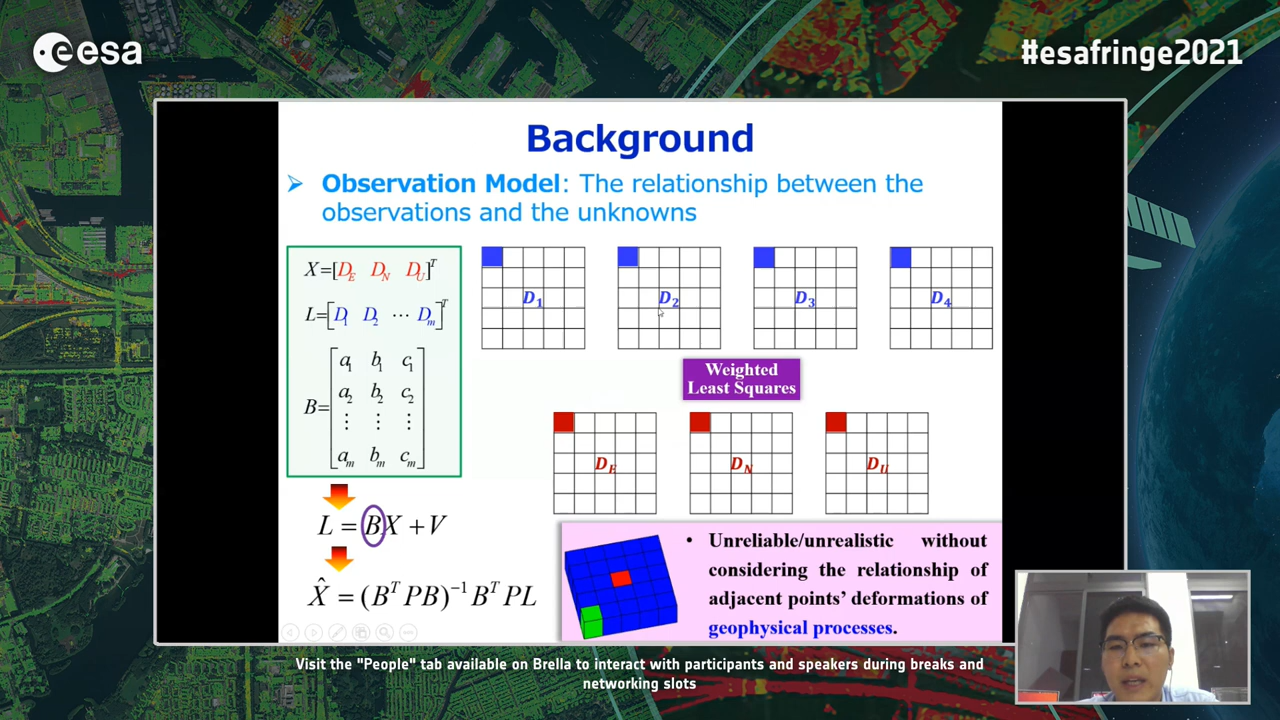 esa
#esafringe2021
Background
➢ Observation Model: The relationship between the
observations and the unknowns
X=[D_E D_N D_U]^T
L=[D_1 D_2 ⋯ D_m]^T
B=[a_1 b_1 c_1
a_2 b_2 c_2
⋮ ⋮ ⋮
a_m b_m c_m]
L = BX + V
X̂ = (B^T PB)^−1 B^T PL
D_1
D_2
D_3
D_4
Weighted
Least Squares
D_E
D_N
D_U
• Unreliable/unrealistic without
considering the relationship of
adjacent points' deformations of
geophysical processes.
Visit the "People" tab available on Brella to interact with participants and speakers during breaks and
networking slots